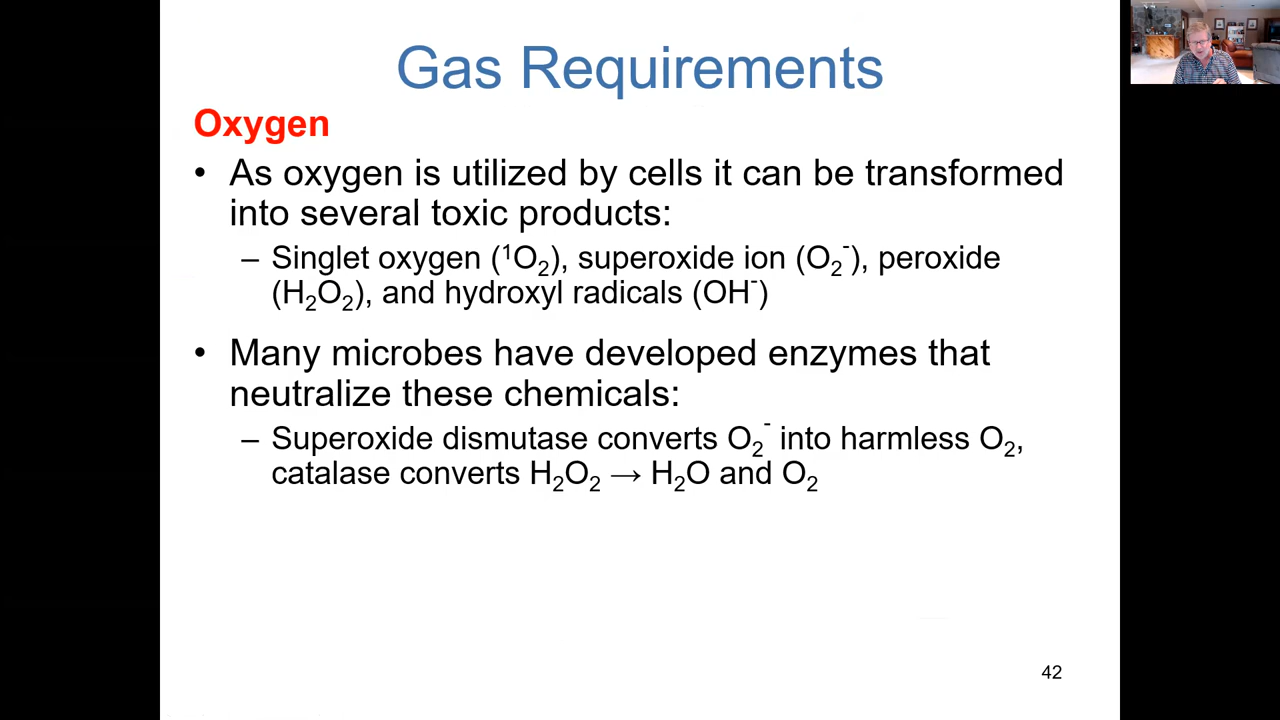 Gas Requirements
Oxygen
• As oxygen is utilized by cells it can be transformed
into several toxic products:
– Singlet oxygen (¹O₂), superoxide ion (O₂⁻), peroxide
(H₂O₂), and hydroxyl radicals (OH⁻)
• Many microbes have developed enzymes that
neutralize these chemicals:
– Superoxide dismutase converts O₂⁻ into harmless O₂,
catalase converts H₂O₂ → H₂O and O₂
42